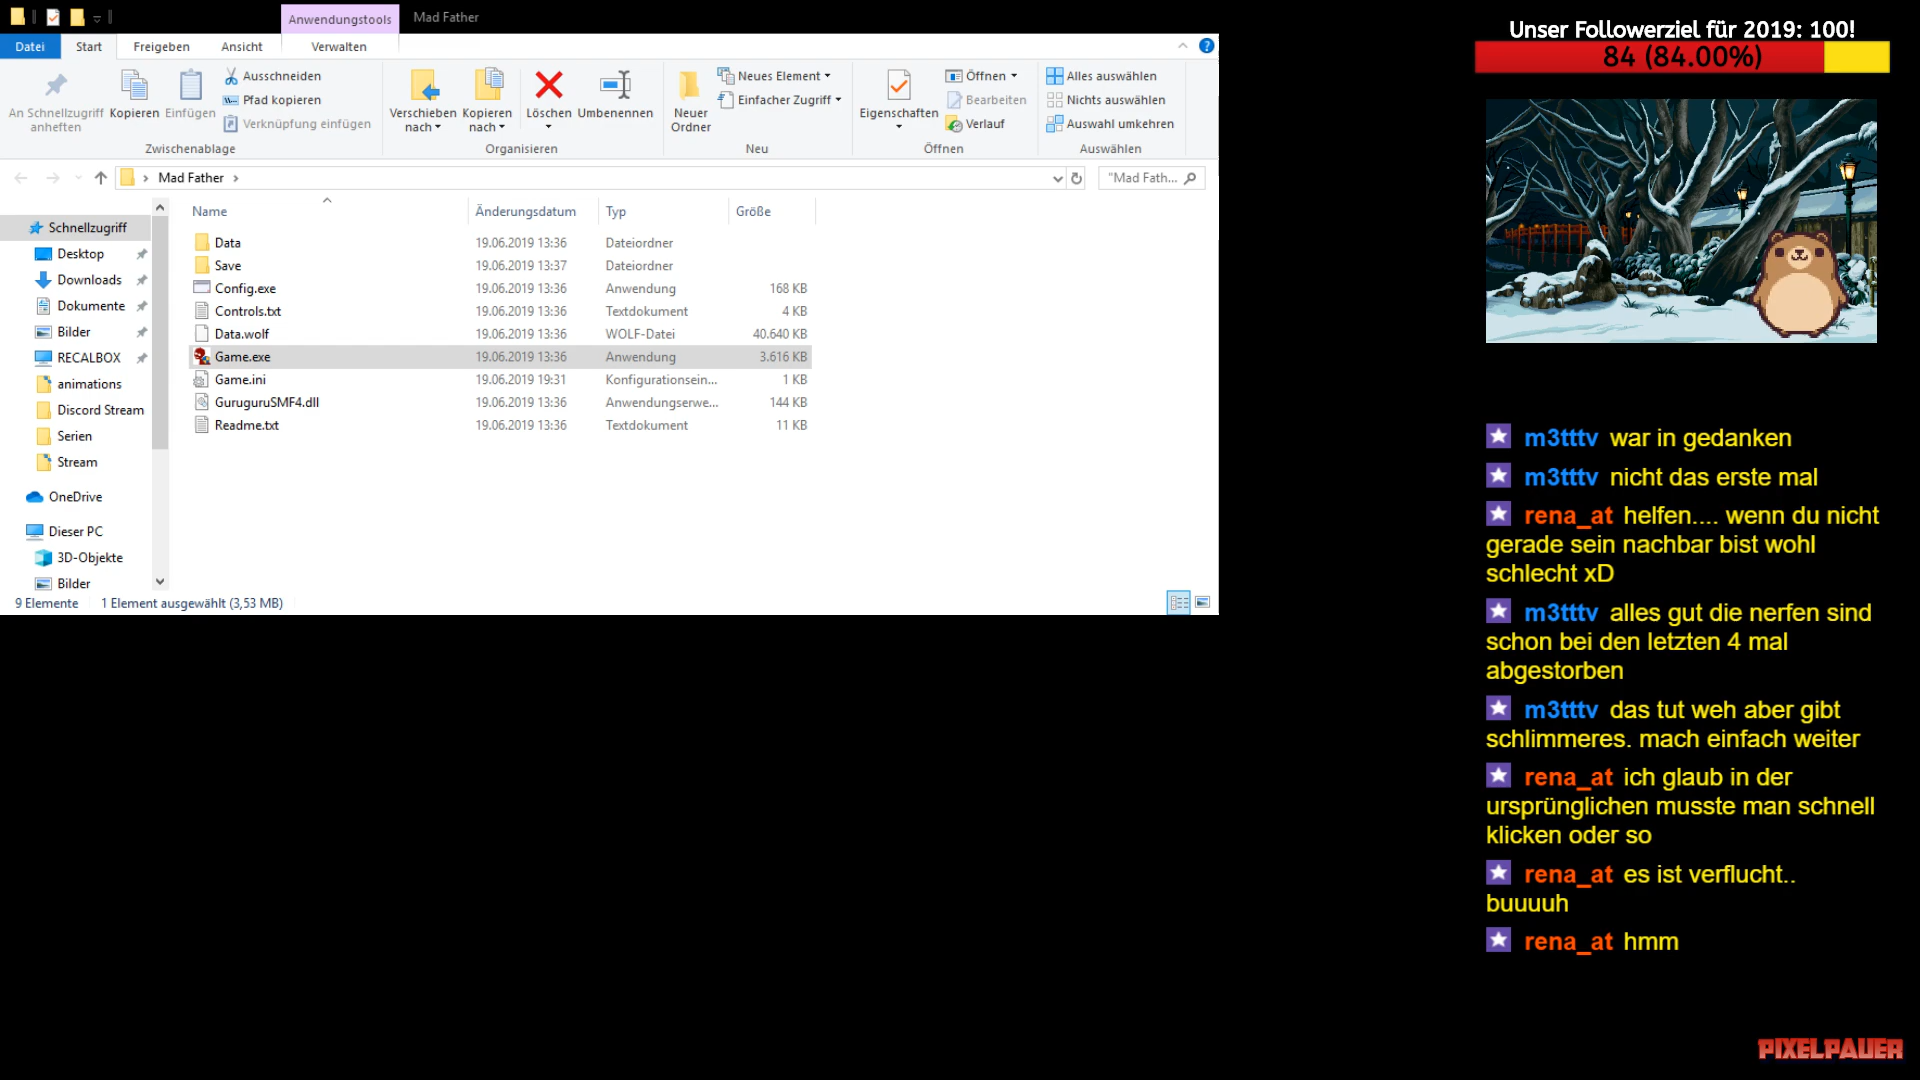 Anwendungstools
Mad Father
Datei
Start
Freigeben
Ansicht
Verwalten
An Schnellzugriff
anheften
Kopieren
Einfügen
Ausschneiden
Pfad kopieren
Verknüpfung einfügen
Zwischenablage
Verschieben
nach
Kopieren
nach
Löschen
Umbenennen
Organisieren
Neuer
Ordner
Neues Element
Einfacher Zugriff
Neu
Eigenschaften
Öffnen
Bearbeiten
Verlauf
Öffnen
Alles auswählen
Nichts auswählen
Auswahl umkehren
Auswählen
Mad Father
"Mad Fath...
Schnellzugriff
Desktop
Downloads
Dokumente
Bilder
RECALBOX
animations
Discord Stream
Serien
Stream
OneDrive
Dieser PC
3D-Objekte
Bilder
Name Änderungsdatum Typ Größe
Data 19.06.2019 13:36 Dateiordner
Save 19.06.2019 13:37 Dateiordner
Config.exe 19.06.2019 13:36 Anwendung 168 KB
Controls.txt 19.06.2019 13:36 Textdokument 4 KB
Data.wolf 19.06.2019 13:36 WOLF-Datei 40.640 KB
Game.exe 19.06.2019 13:36 Anwendung 3.616 KB
Game.ini 19.06.2019 19:31 Konfigurationsein... 1 KB
GuruguruSMF4.dll 19.06.2019 13:36 Anwendungserwe... 144 KB
Readme.txt 19.06.2019 13:36 Textdokument 11 KB
9 Elemente 1 Element ausgewählt (3,53 MB)
Unser Followerziel für 2019: 100!
84 (84.00%)
m3tttv war in gedanken
m3tttv nicht das erste mal
rena_at helfen.... wenn du nicht
gerade sein nachbar bist wohl
schlecht xD
m3tttv alles gut die nerfen sind
schon bei den letzten 4 mal
abgestorben
m3tttv das tut weh aber gibt
schlimmeres. mach einfach weiter
rena_at ich glaub in der
ursprünglichen musste man schnell
klicken oder so
rena_at es ist verflucht..
buuuuh
rena_at hmm
PIXELPAUER